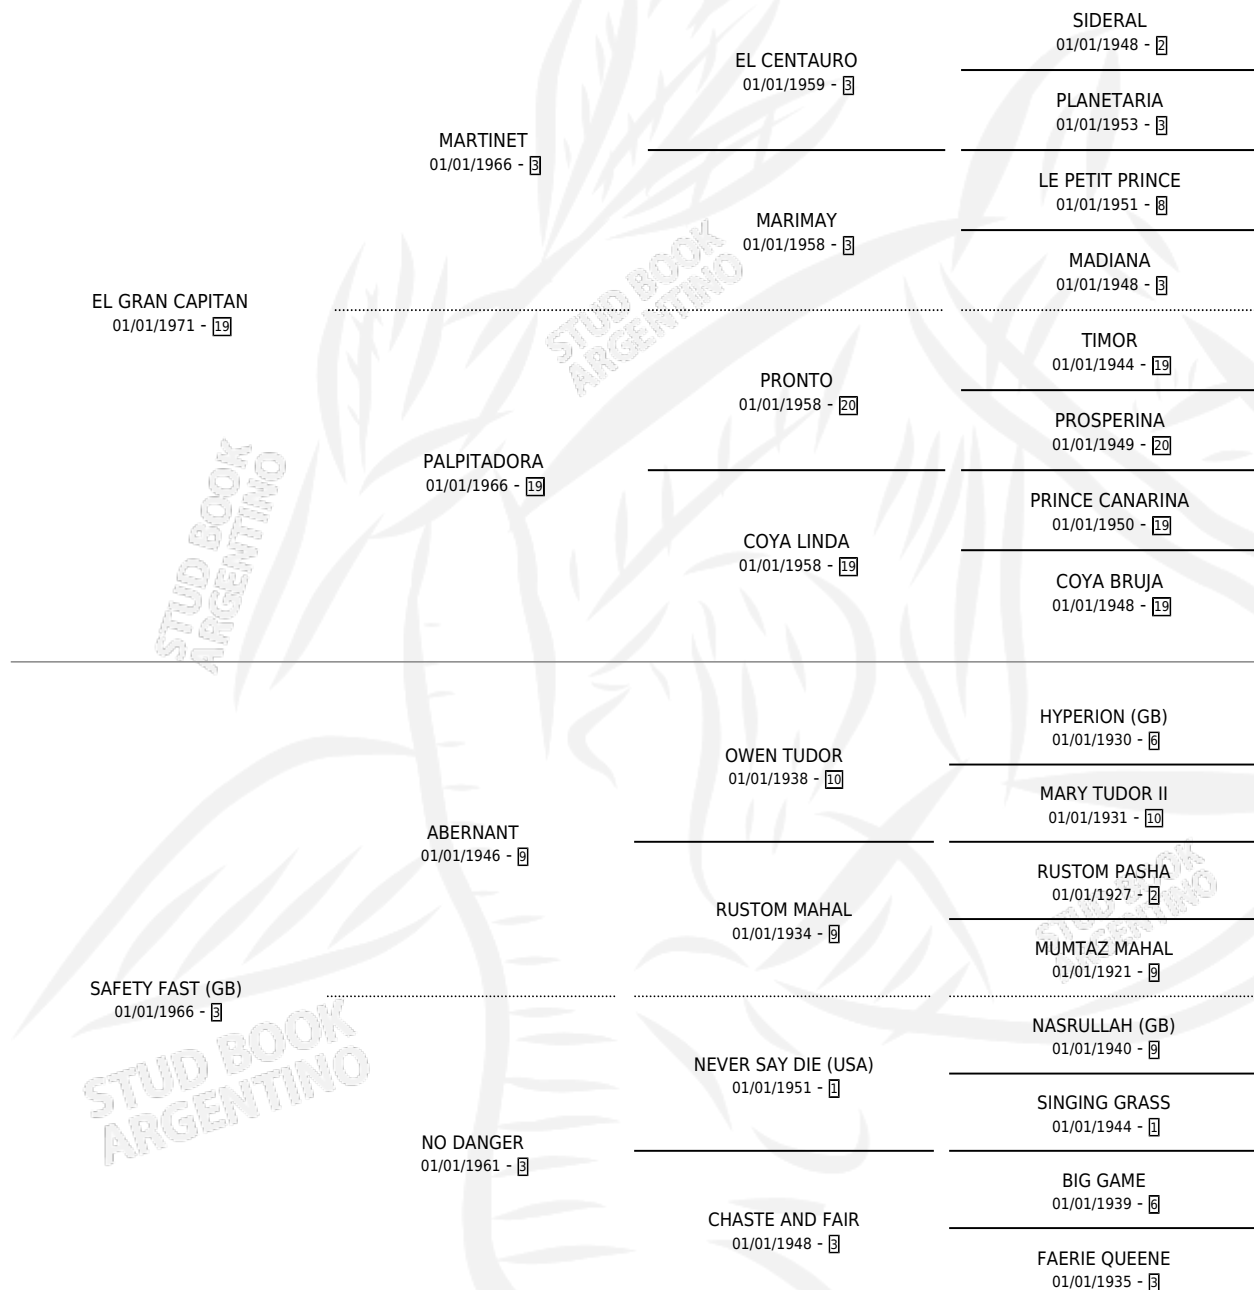 SIDERAL
01/01/1948 - 2
EL CENTAURO
01/01/1959 - 3
PLANETARIA
01/01/1953 - 3
MARTINET
01/01/1966 - 3
LE PETIT PRINCE
01/01/1951 - 8
MARIMAY
01/01/1958 - 3
MADIANA
01/01/1948 - 3
EL GRAN CAPITAN
01/01/1971 - 19
TIMOR
01/01/1944 - 19
PRONTO
01/01/1958 - 20
PROSPERINA
01/01/1949 - 20
PALPITADORA
01/01/1966 - 19
PRINCE CANARINA
01/01/1950 - 19
COYA LINDA
01/01/1958 - 19
COYA BRUJA
01/01/1948 - 19
HYPERION (GB)
01/01/1930 - 6
OWEN TUDOR
01/01/1938 - 10
MARY TUDOR II
01/01/1931 - 10
ABERNANT
01/01/1946 - 9
RUSTOM PASHA
01/01/1927 - 2
RUSTOM MAHAL
01/01/1934 - 9
MUMTAZ MAHAL
01/01/1921 - 9
SAFETY FAST (GB)
01/01/1966 - 3
NASRULLAH (GB)
01/01/1940 - 9
NEVER SAY DIE (USA)
01/01/1951 - 1
SINGING GRASS
01/01/1944 - 1
NO DANGER
01/01/1961 - 3
BIG GAME
01/01/1939 - 6
CHASTE AND FAIR
01/01/1948 - 3
FAERIE QUEENE
01/01/1935 - 3
STUD BOOK
ARGENTINO
STUD BOOK
ARGENTINO
STUD BOOK
ARGENTINO
STUD BOOK
ARGENTINO